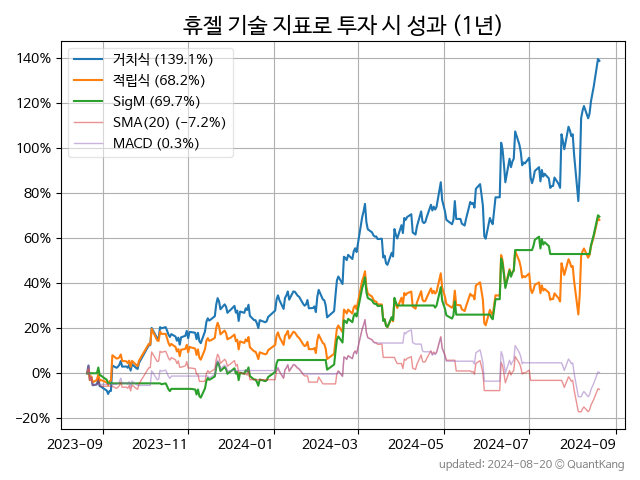 휴젤 기술 지표로 투자 시 성과 (1년)
140%
120%
100%
80%
60%
40%
20%
0%
−20%
거치식 (139.1%)
적립식 (68.2%)
SigM (69.7%)
SMA(20) (-7.2%)
MACD (0.3%)
2023-09 2023-11 2024-01 2024-03 2024-05 2024-07 2024-09
updated: 2024-08-20 © QuantKang